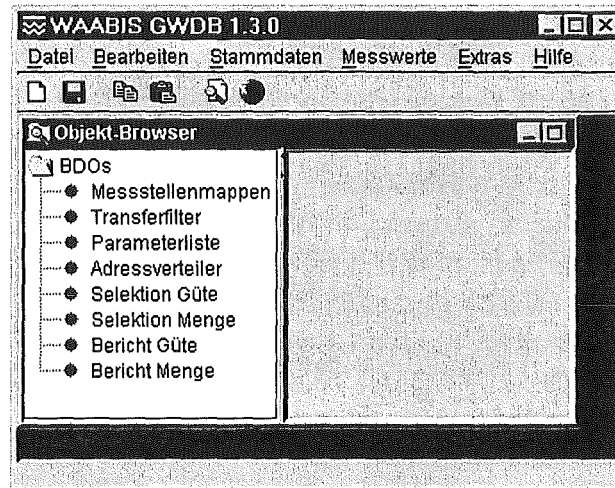 WAABIS GWDB 1.3.0
Datei Bearbeiten Stammdaten Messwerte Extras Hilfe
Objekt-Browser
BDOs
Messstellenmappen
Transferfilter
Parameterliste
Adressverteiler
Selektion Güte
Selektion Menge
Bericht Güte
Bericht Menge